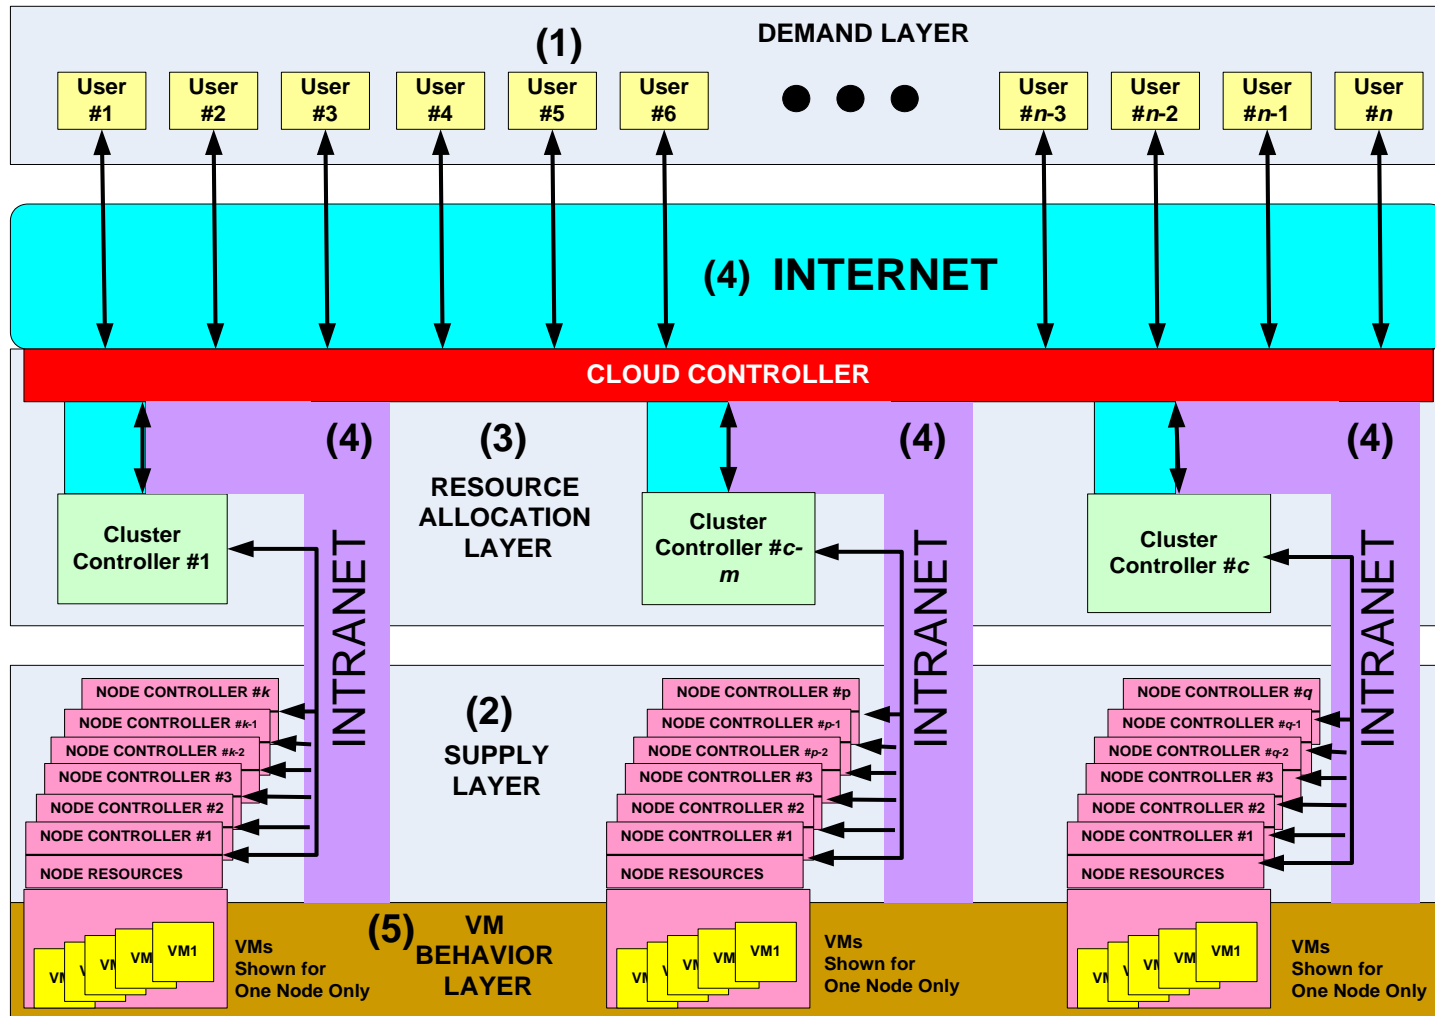 DEMAND LAYER
(1)
User
#1
User
#2
User
#3
User
#4
User
#5
User
#6
User
#n-3
User
#n-2
User
#n-1
User
#n
(4) INTERNET
CLOUD CONTROLLER
(4)
(3)
RESOURCE
ALLOCATION
LAYER
(4)
(4)
Cluster
Controller #1
INTRANET
Cluster
Controller #c-
m
INTRANET
Cluster
Controller #c
INTRANET
NODE CONTROLLER #k
NODE CONTROLLER #k-1
NODE CONTROLLER #k-2
NODE CONTROLLER #3
NODE CONTROLLER #2
NODE CONTROLLER #1
NODE RESOURCES
(2)
SUPPLY
LAYER
NODE CONTROLLER #p
NODE CONTROLLER #p-1
NODE CONTROLLER #p-2
NODE CONTROLLER #3
NODE CONTROLLER #2
NODE CONTROLLER #1
NODE RESOURCES
NODE CONTROLLER #q
NODE CONTROLLER #q-1
NODE CONTROLLER #q-2
NODE CONTROLLER #3
NODE CONTROLLER #2
NODE CONTROLLER #1
NODE RESOURCES
VM1
VMs
Shown for
One Node Only
(5)
VM
BEHAVIOR
LAYER
VM1
VMs
Shown for
One Node Only
VM1
VMs
Shown for
One Node Only